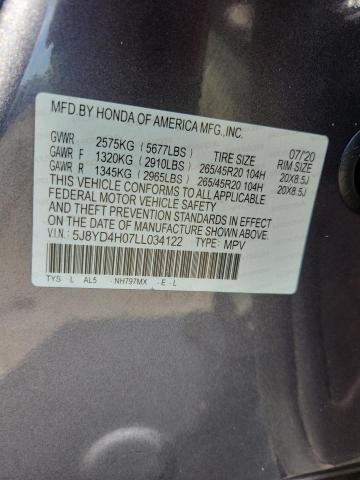 MFD.BY HONDA OF AMERICA MFG.,INC. 07/20
GVWR 2575KG (5677LBS) TIRE SIZE RIM SIZE
GAWR F 1320KG (2910LBS) 265/45R20 104H 20X8.5J
GAWR R 1345KG (2965LBS) 265/45R20 104H 20X8.5J
THIS VEHICLE CONFORMS TO ALL APPLICABLE
FEDERAL MOTOR VEHICLE SAFETY STANDARDS IN EFFECT
ON THE DATE OF MANUFACTURE SHOWN ABOVE.
V.I.N.: 5J8YD4H07LL034122 TYPE: MPV
TYS L AL5 NH797MX -E -L